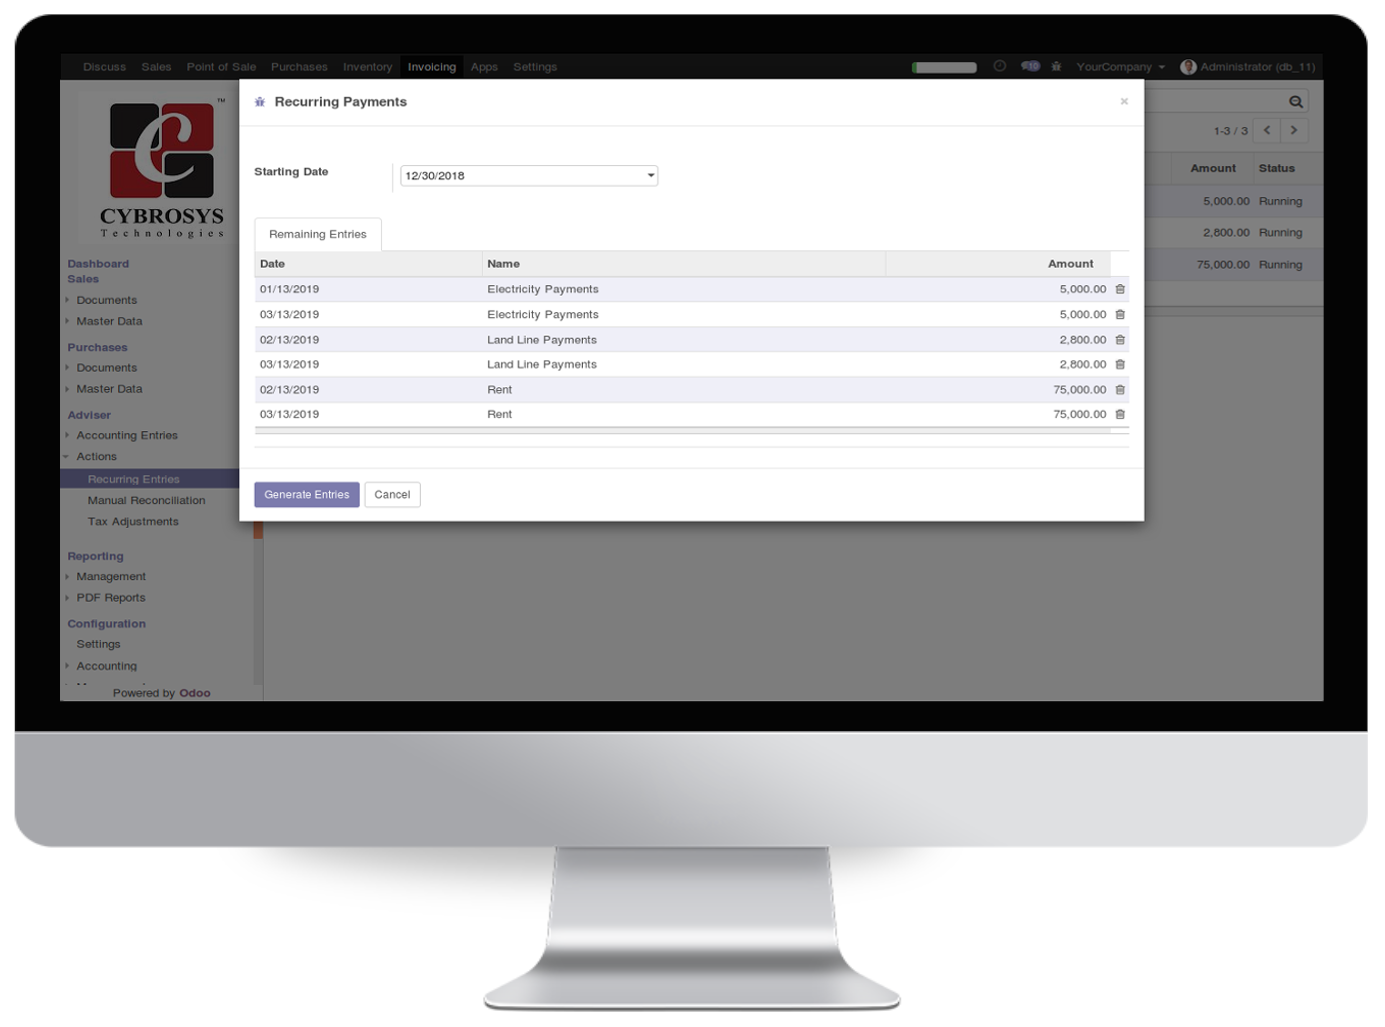 Discuss Sales Point of Sale Purchases Inventory Invoicing Apps Settings YourCompany Administrator (db_11)
Recurring Payments ×
TM
CYBROSYS
Technologies
1-3 / 3
Starting Date 12/30/2018
Amount Status
5,000.00 Running
2,800.00 Running
75,000.00 Running
Remaining Entries
Date Name Amount
01/13/2019 Electricity Payments 5,000.00
03/13/2019 Electricity Payments 5,000.00
02/13/2019 Land Line Payments 2,800.00
03/13/2019 Land Line Payments 2,800.00
02/13/2019 Rent 75,000.00
03/13/2019 Rent 75,000.00
Generate Entries Cancel
Dashboard
Sales
Documents
Master Data
Purchases
Documents
Master Data
Adviser
Accounting Entries
Actions
Recurring Entries
Manual Reconciliation
Tax Adjustments
Reporting
Management
PDF Reports
Configuration
Settings
Accounting
Powered by Odoo